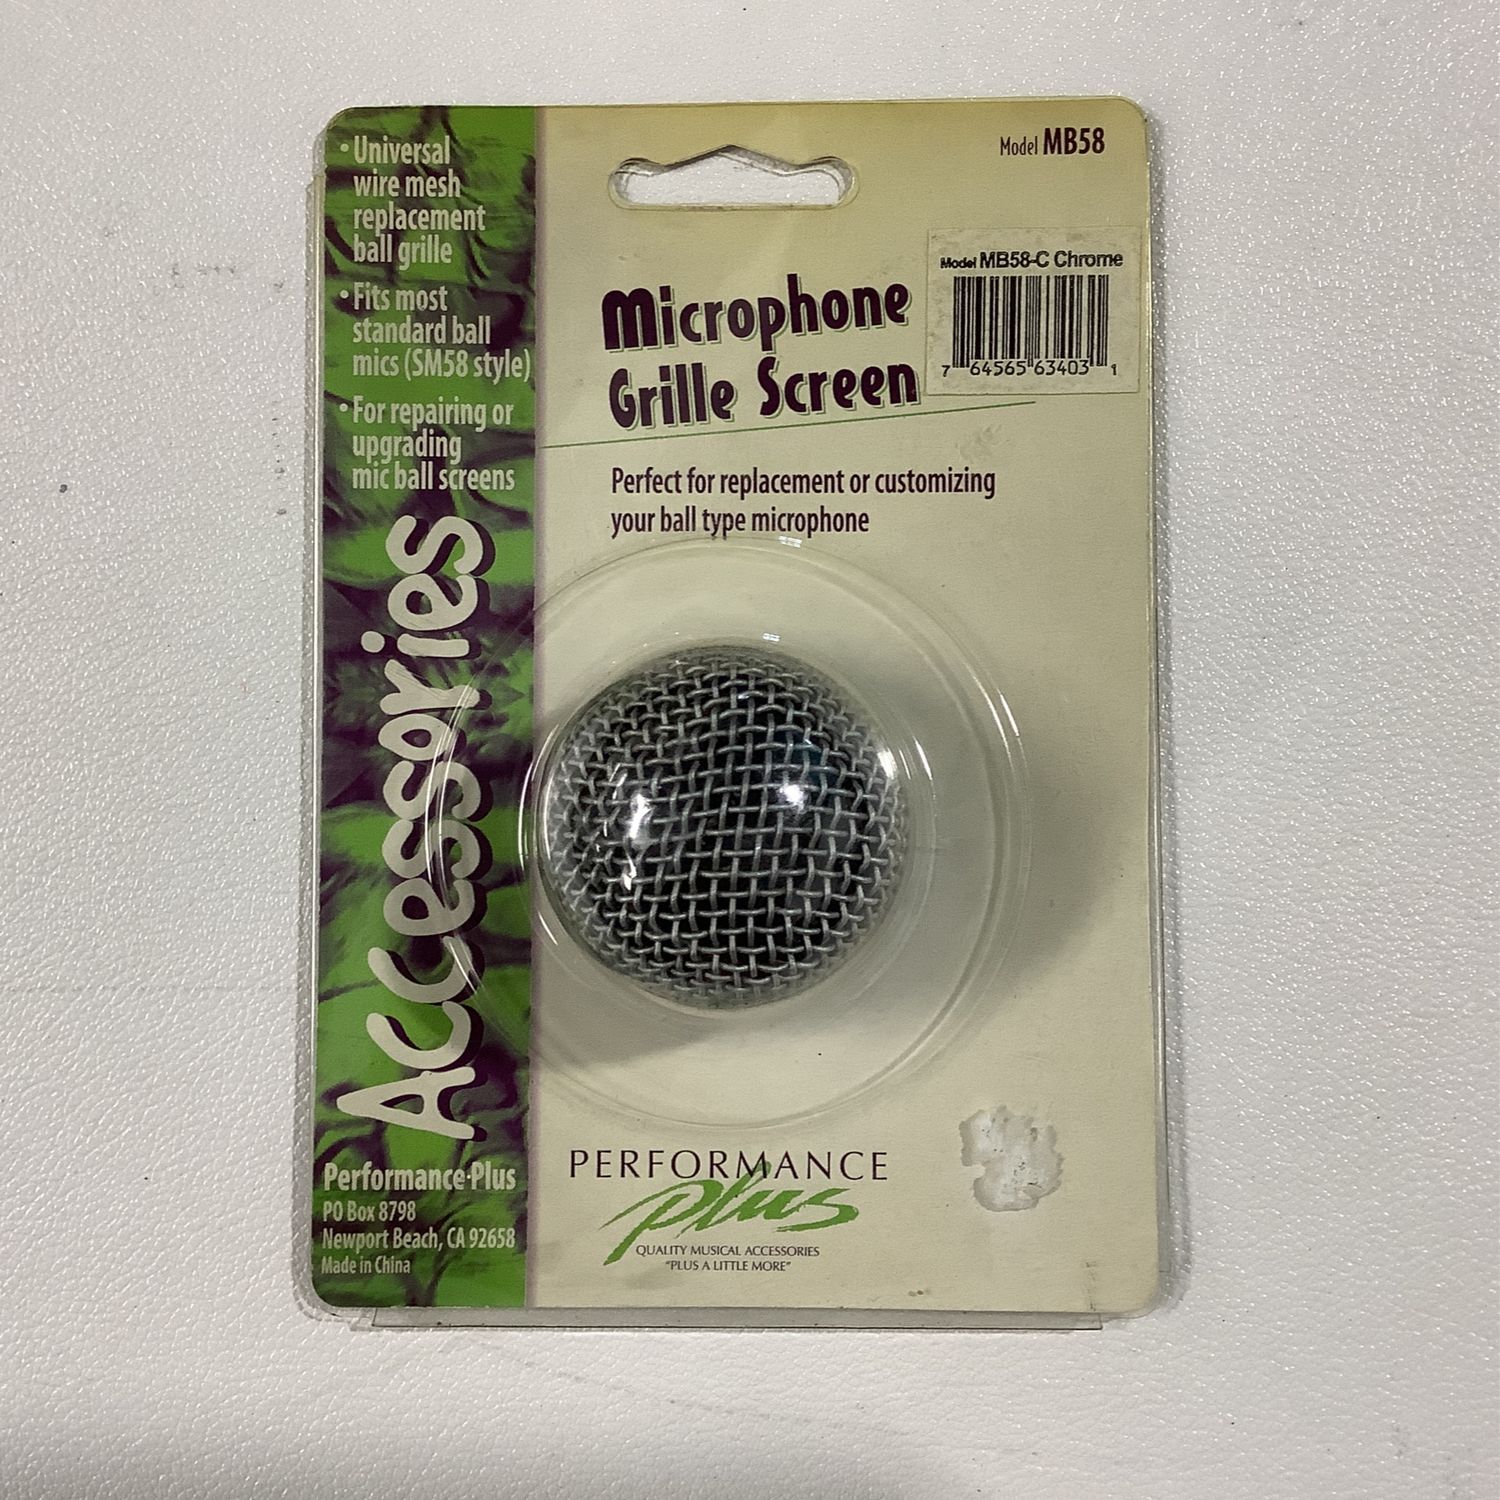 • Universal
wire mesh
replacement
ball grille
• Fits most
standard ball
mics (SM58 style)
• For repairing or
upgrading
mic ball screens
Accessories
Performance•Plus
PO Box 8798
Newport Beach, CA 92658
Made in China
Model MB58
Model MB58-C Chrome
7 64565 63403 1
Microphone
Grille Screen
Perfect for replacement or customizing
your ball type microphone
PERFORMANCE
plus
QUALITY MUSICAL ACCESSORIES
"PLUS A LITTLE MORE"